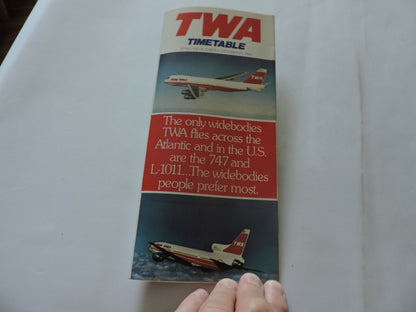 TWA
TIMETABLE
The only widebodies
TWA flies across the
Atlantic and in the U.S.
are the 747 and
L-1011...The widebodies
people prefer most.
TWA
TWA